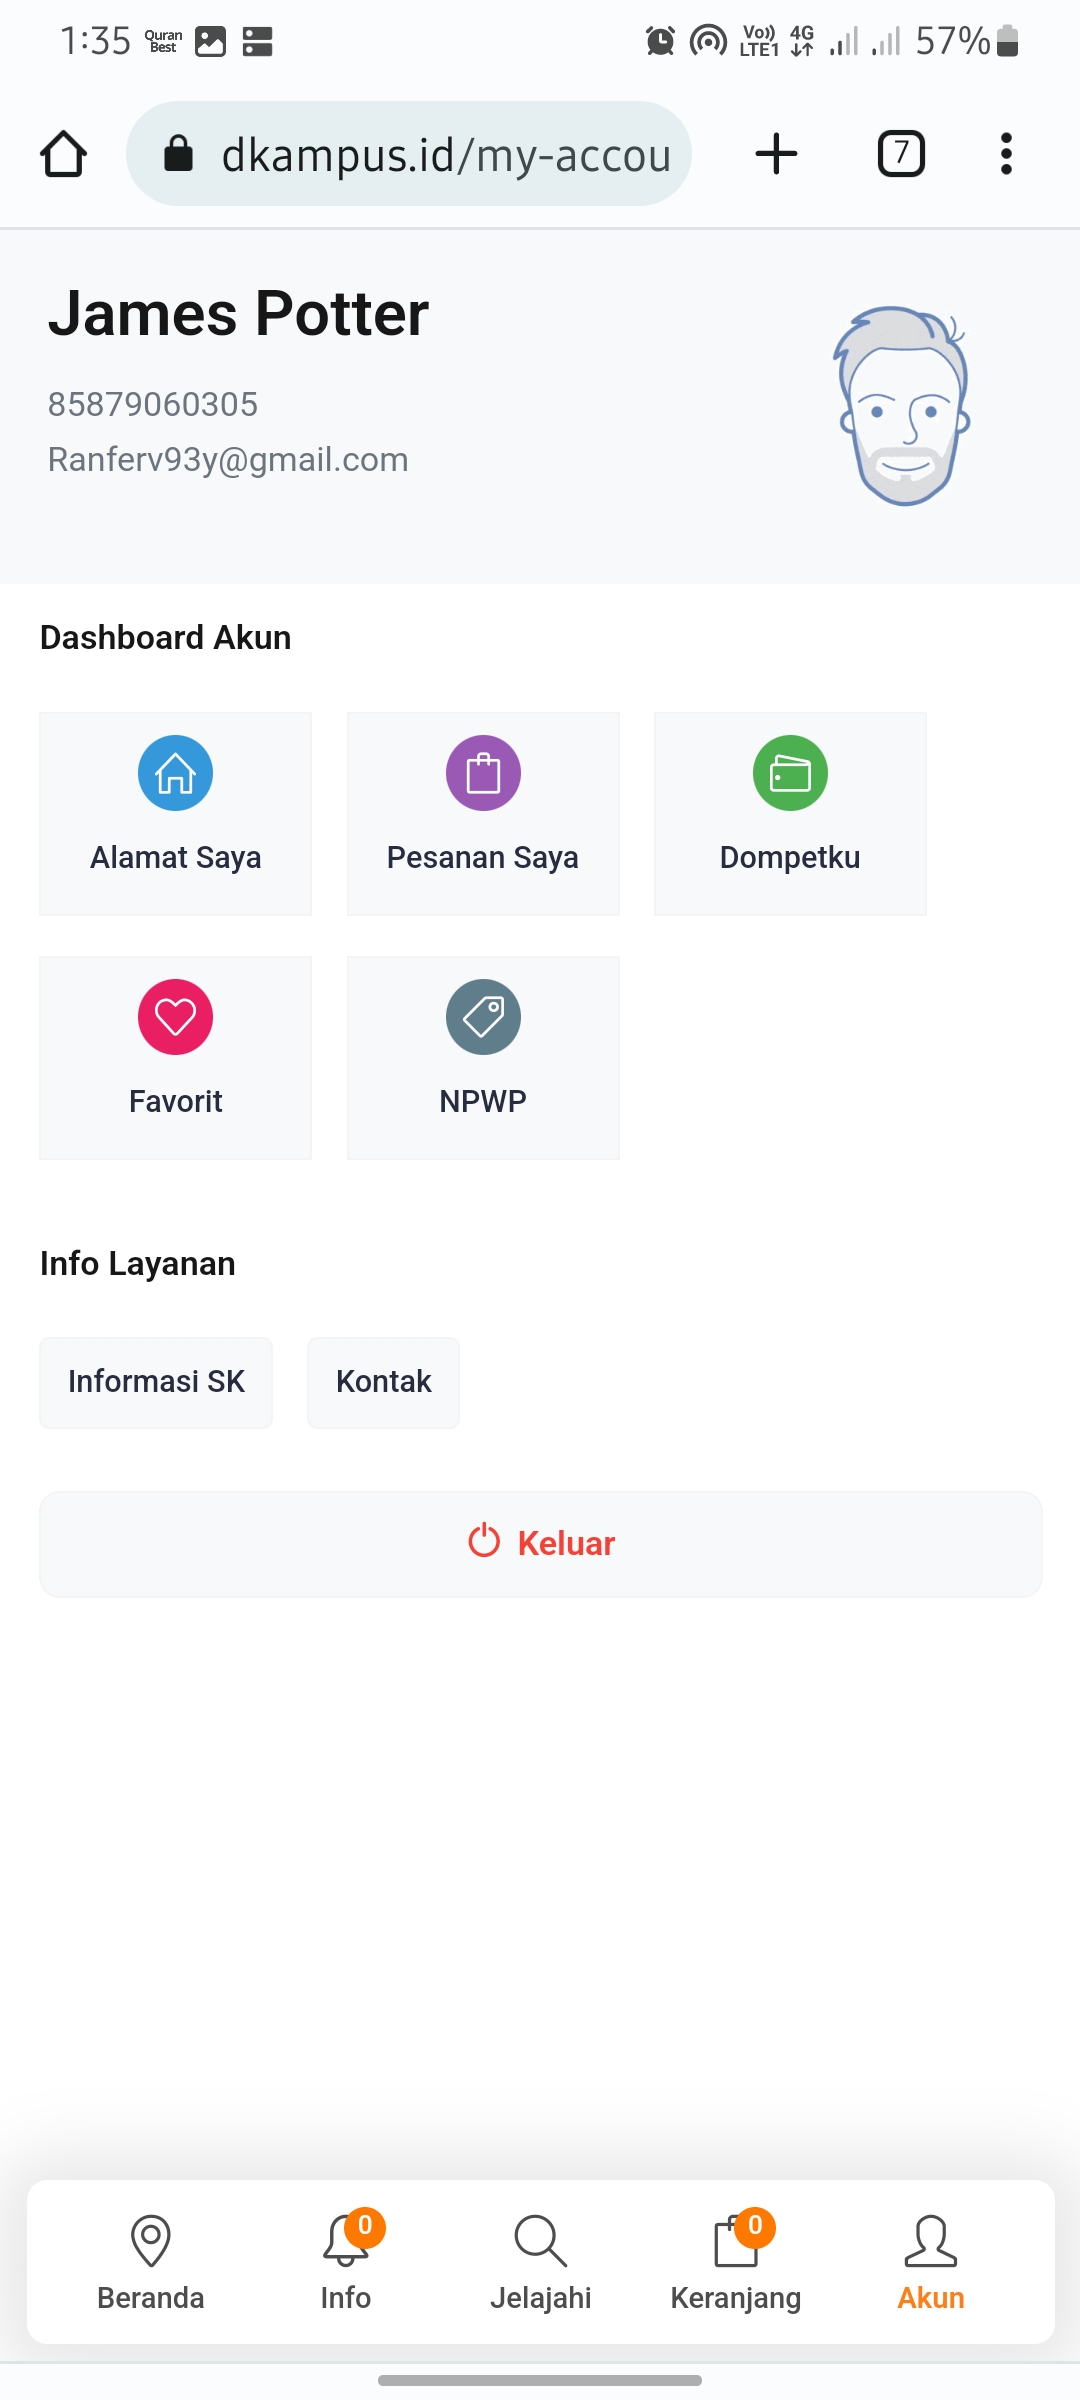 1:35 Quran Best Vo)) LTE1 4G 57%
dkampus.id/my-accou 7
James Potter
85879060305
Ranferv93y@gmail.com
Dashboard Akun
Alamat Saya Pesanan Saya Dompetku
Favorit NPWP
Info Layanan
Informasi SK Kontak
Keluar
0 0
Beranda Info Jelajahi Keranjang Akun